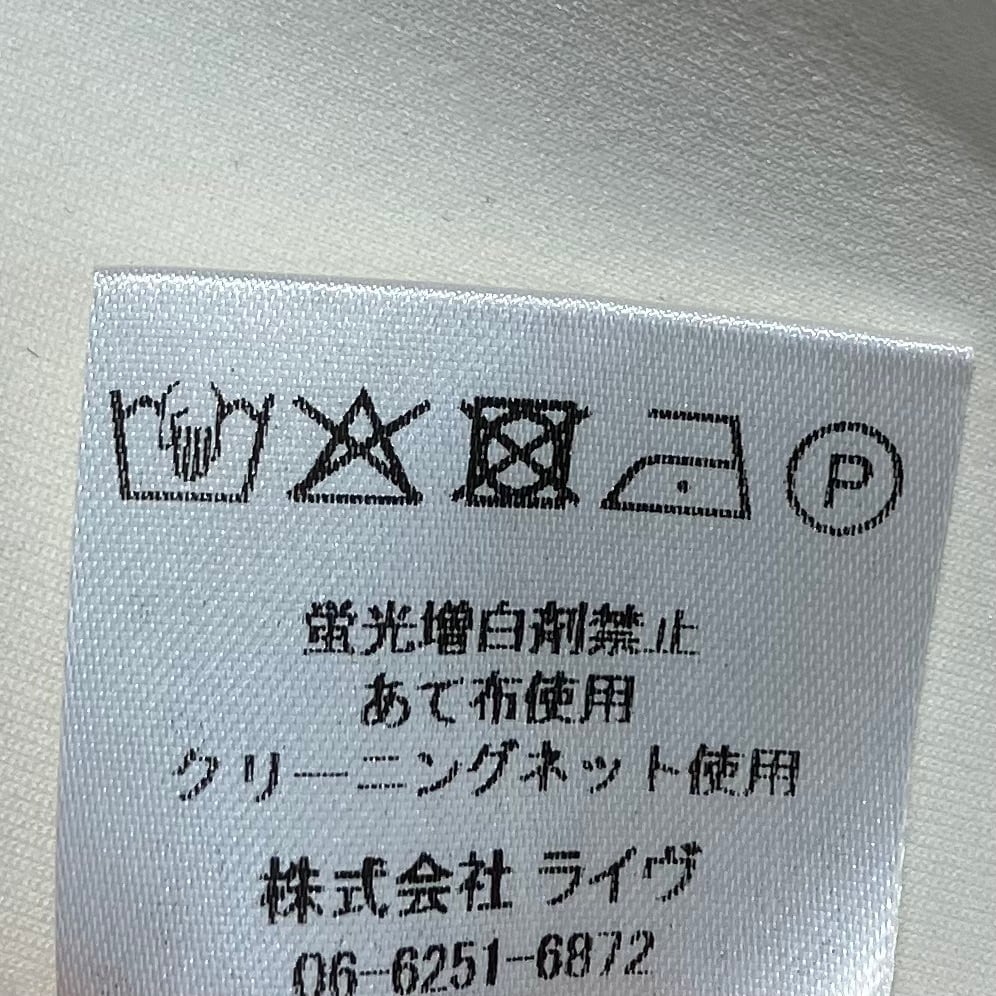 P
蛍光増白剤禁止
あて布使用
クリーニングネット使用
株式会社 ライヴ
06-6251-6872